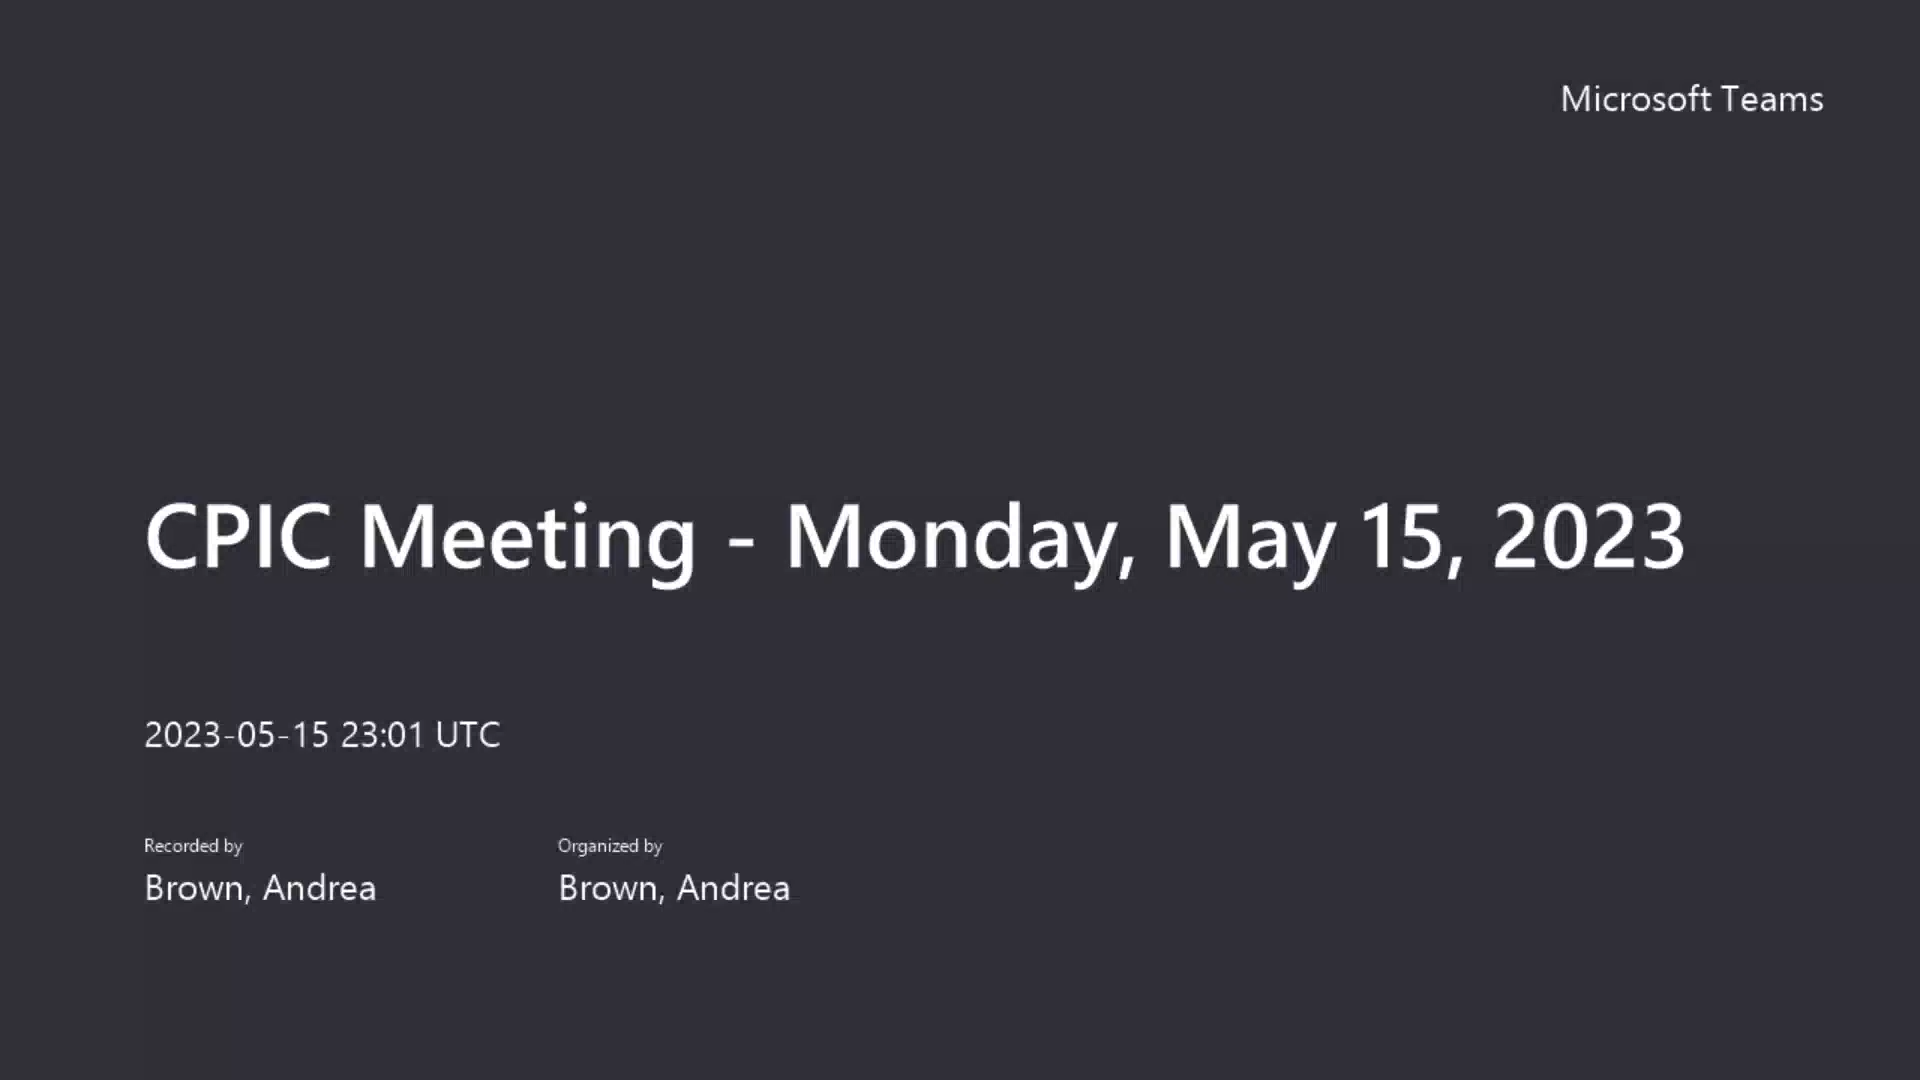 Microsoft Teams
CPIC Meeting - Monday, May 15, 2023
2023-05-15 23:01 UTC
Recorded by
Brown, Andrea
Organized by
Brown, Andrea